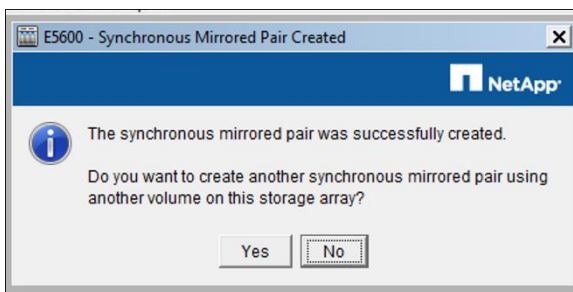 E5600 - Synchronous Mirrored Pair Created
NetApp
The synchronous mirrored pair was successfully created.
Do you want to create another synchronous mirrored pair using
another volume on this storage array?
Yes No